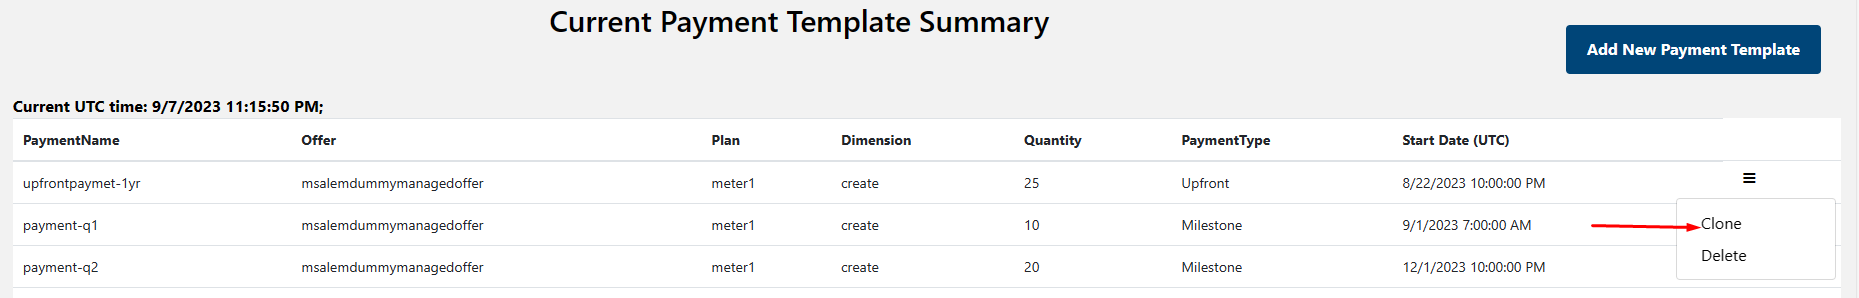 Current Payment Template Summary
Add New Payment Template
Current UTC time: 9/7/2023 11:15:50 PM;
PaymentName Offer Plan Dimension Quantity PaymentType Start Date (UTC)
upfrontpaymet-1yr msalemdummymanagedoffer meter1 create 25 Upfront 8/22/2023 10:00:00 PM
payment-q1 msalemdummymanagedoffer meter1 create 10 Milestone 9/1/2023 7:00:00 AM
Clone
Delete
payment-q2 msalemdummymanagedoffer meter1 create 20 Milestone 12/1/2023 10:00:00 PM